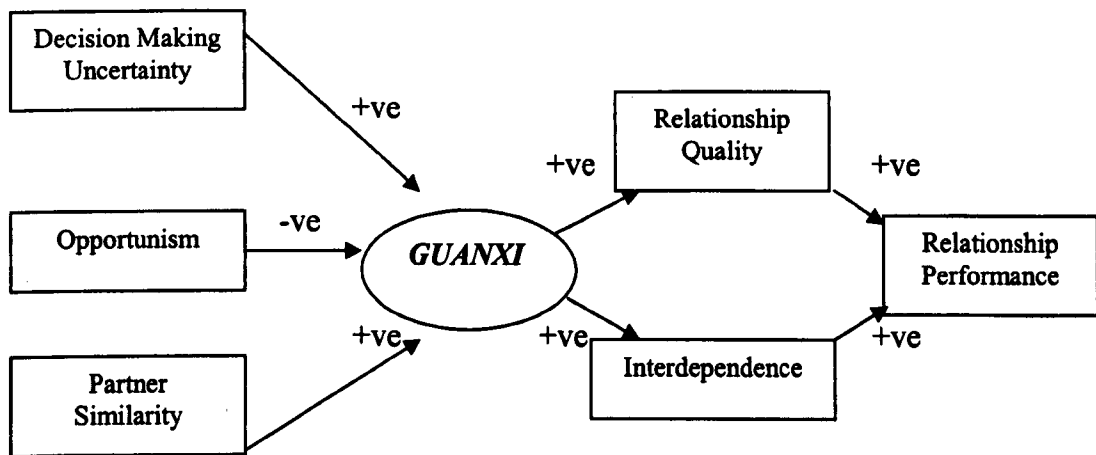 Decision Making
Uncertainty
+ve
Opportunism
-ve
Partner
Similarity
+ve
GUANXI
+ve
Relationship
Quality
+ve
+ve
Interdependence
+ve
Relationship
Performance